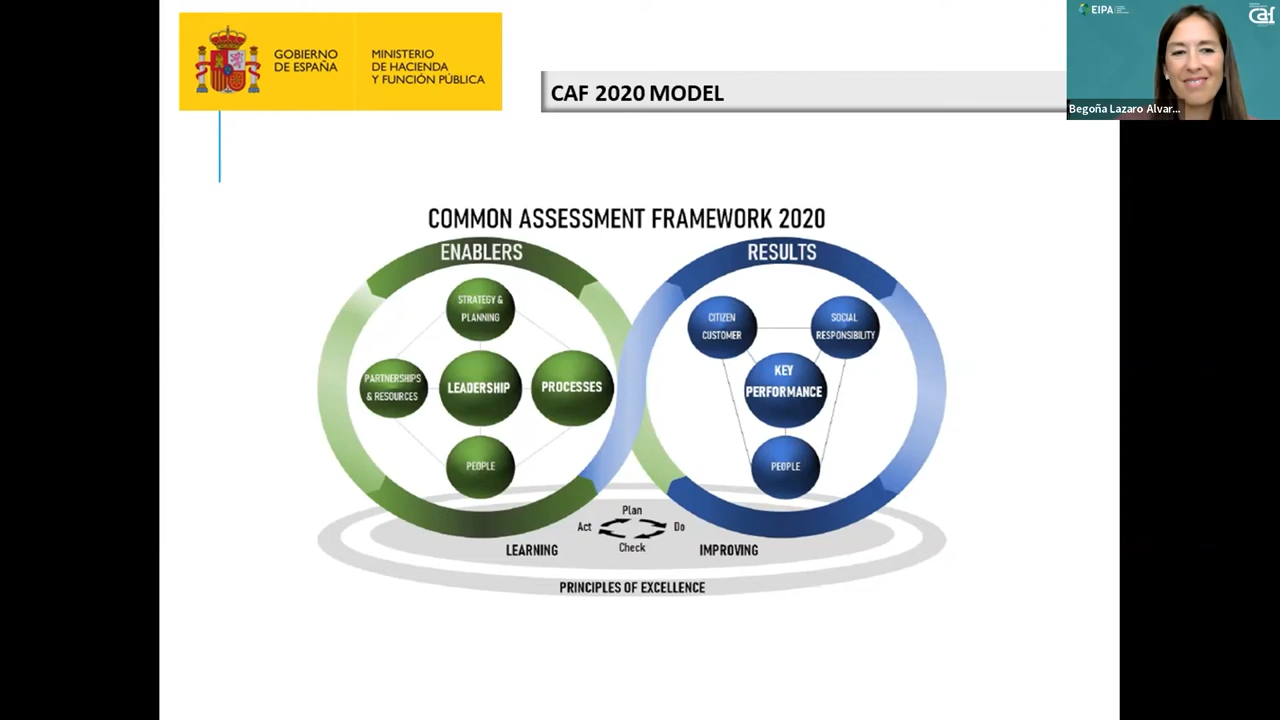 GOBIERNO
DE ESPAÑA
MINISTERIO
DE HACIENDA
Y FUNCIÓN PÚBLICA
CAF 2020 MODEL
EIPA
caf
Begoña Lazaro Alvar...
COMMON ASSESSMENT FRAMEWORK 2020
ENABLERS
STRATEGY &
PLANNING
PARTNERSHIPS
& RESOURCES
LEADERSHIP
PROCESSES
PEOPLE
RESULTS
CITIZEN
CUSTOMER
SOCIAL
RESPONSIBILITY
KEY
PERFORMANCE
PEOPLE
Plan
Act
Do
Check
LEARNING
IMPROVING
PRINCIPLES OF EXCELLENCE